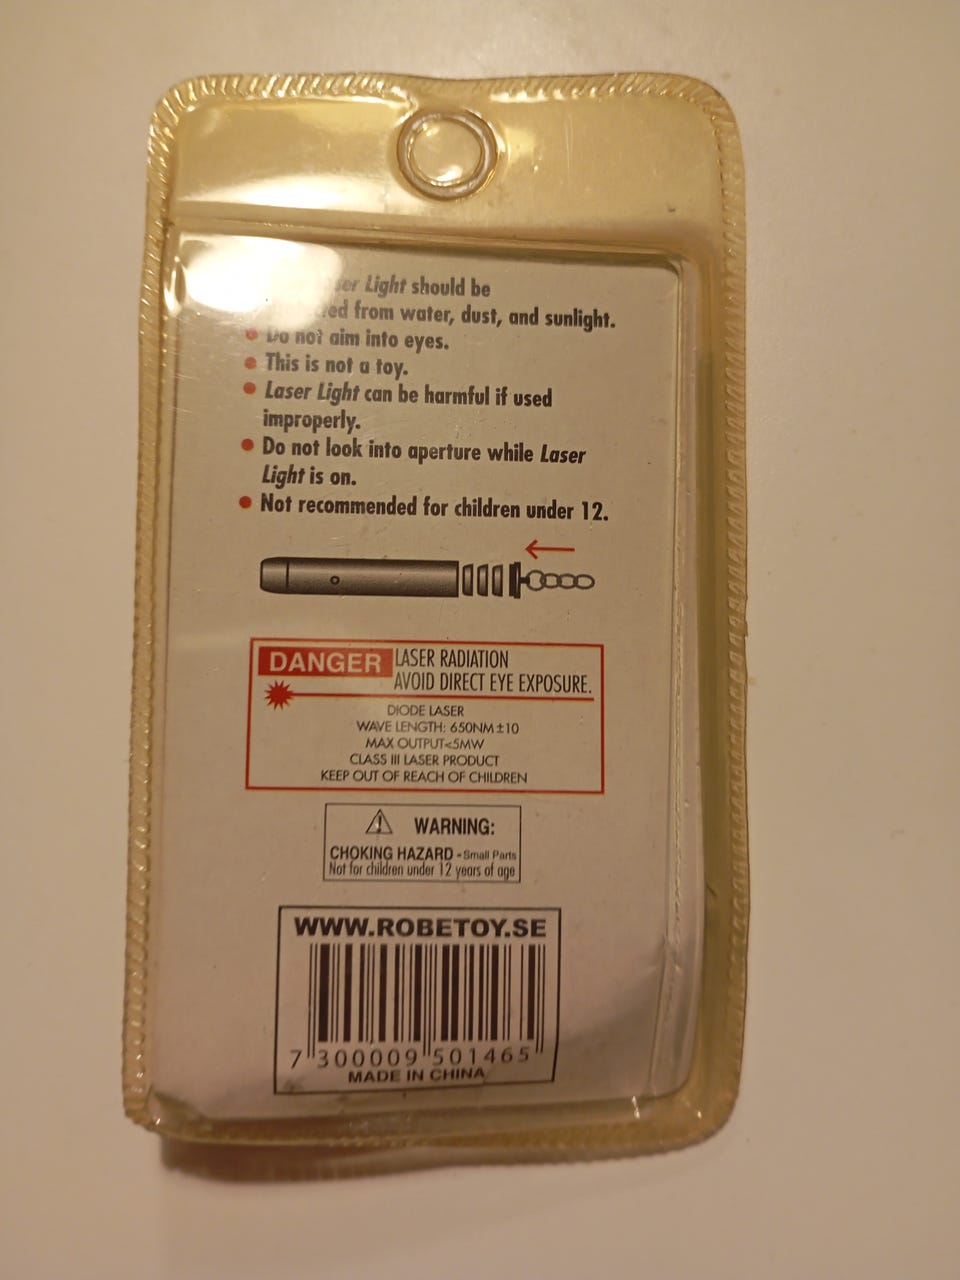 Light should be
from water, dust, and sunlight.
Do not aim into eyes.
This is not a toy.
Laser Light can be harmful if used
improperly.
Do not look into aperture while Laser
Light is on.
Not recommended for children under 12.
DANGER LASER RADIATION
AVOID DIRECT EYE EXPOSURE.
DIODE LASER
WAVE LENGTH: 650NM±10
MAX OUTPUT<5MW
CLASS III LASER PRODUCT
KEEP OUT OF REACH OF CHILDREN
WARNING:
CHOKING HAZARD - Small Parts
Not for children under 12 years of age
WWW.ROBETOY.SE
7 300009 501465
MADE IN CHINA